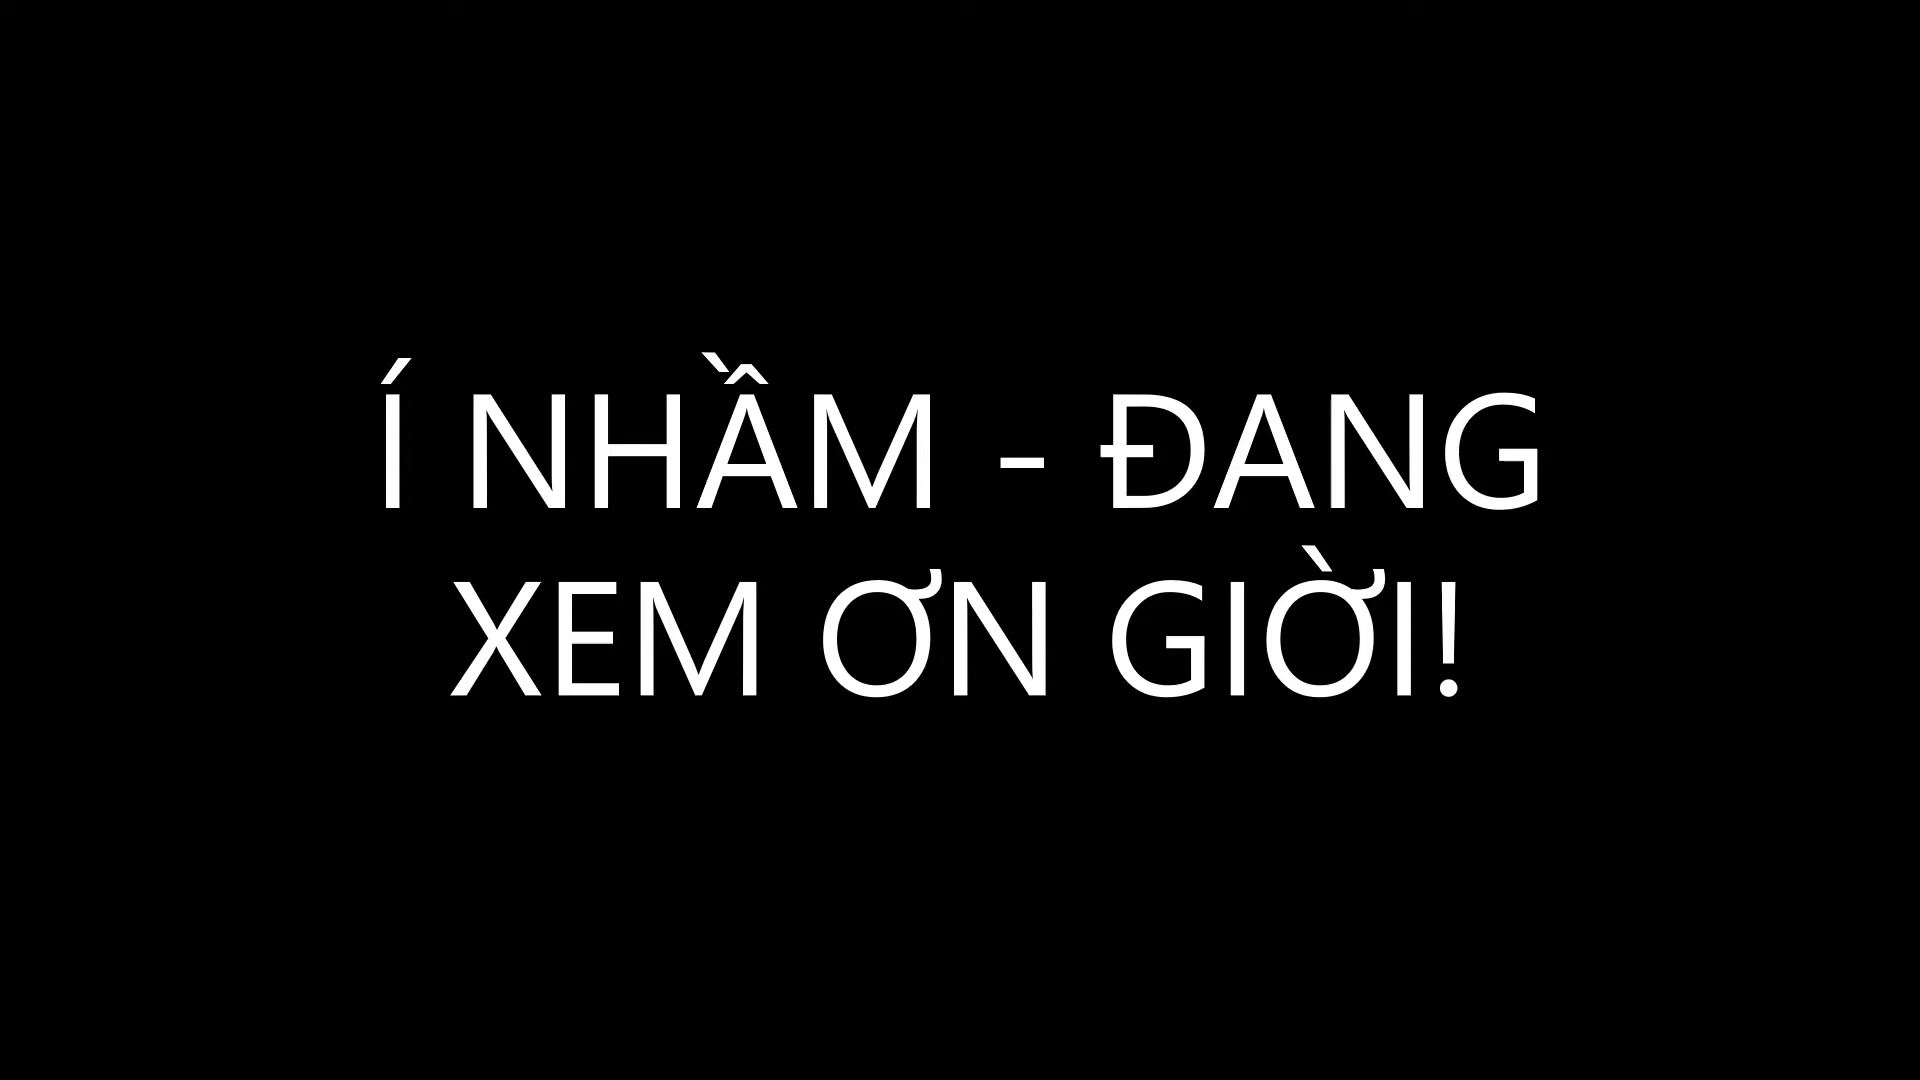 Í NHẦM - ĐANG
XEM ƠN GIỜI!